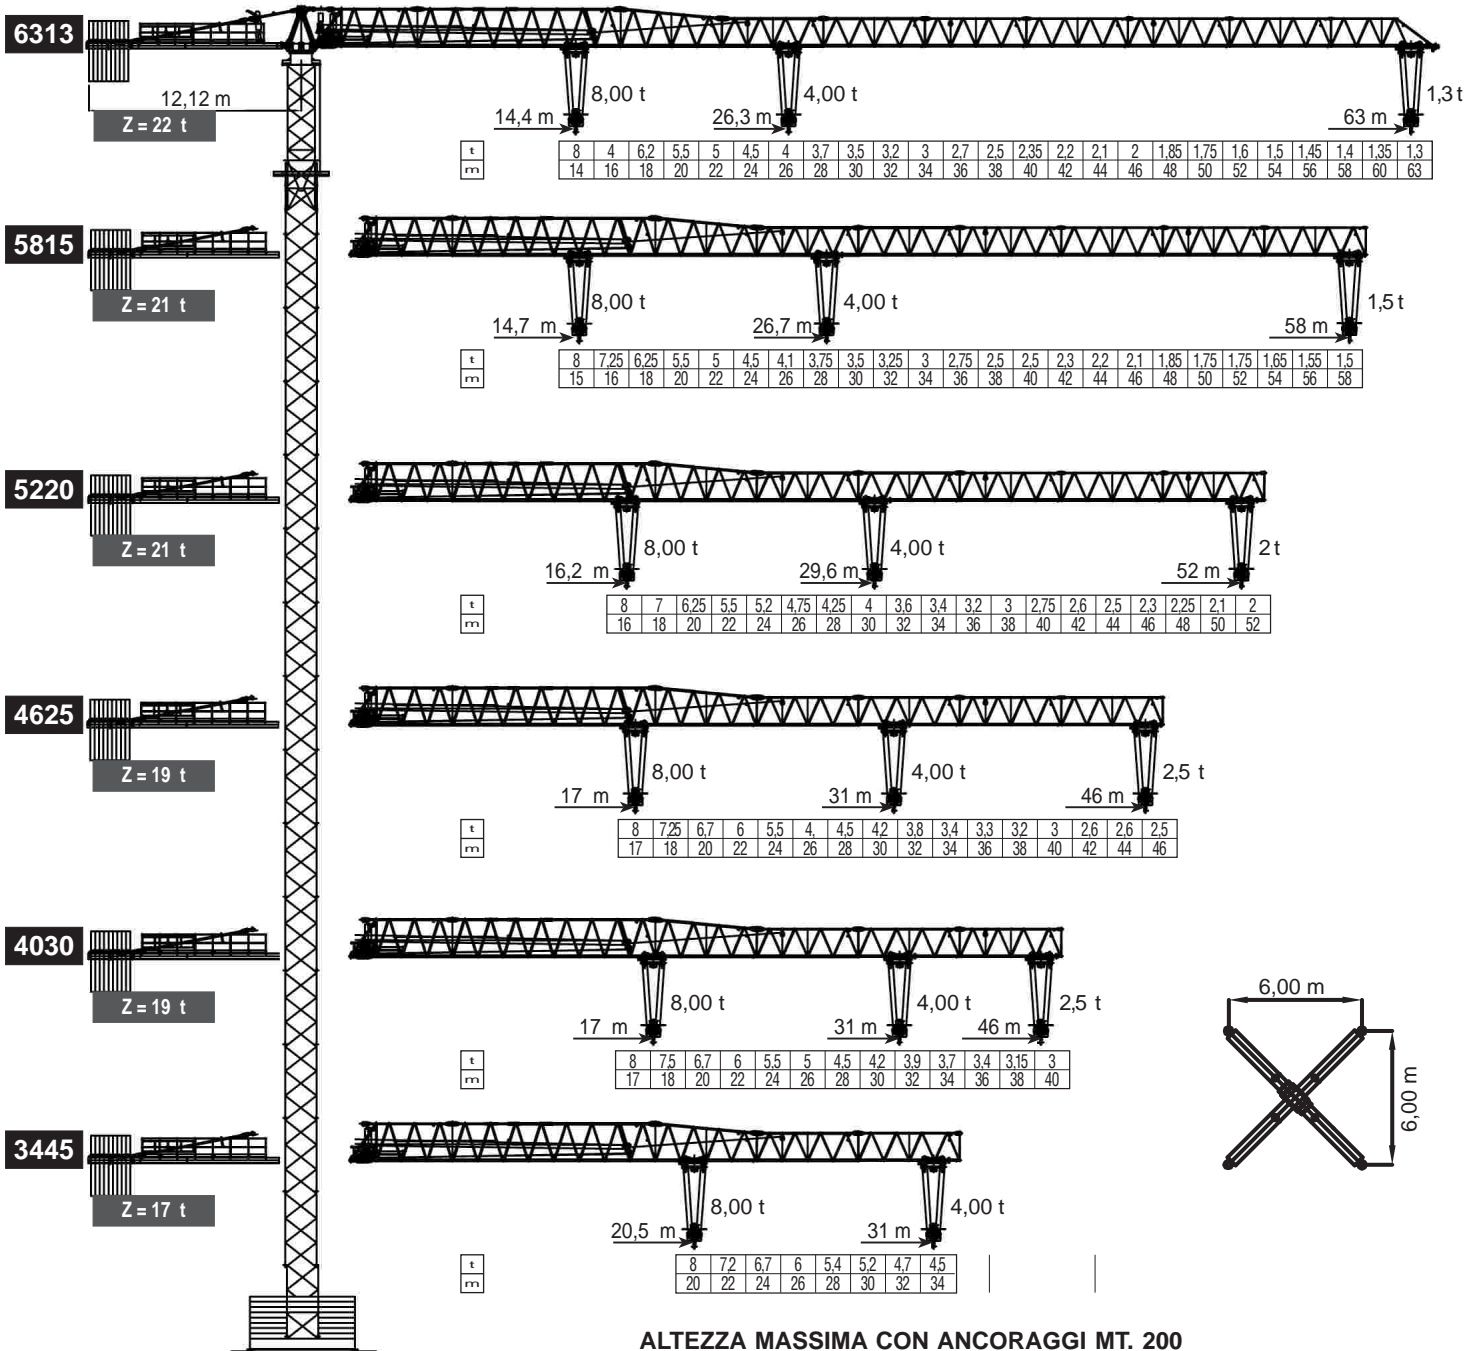 6313
12,12 m
Z = 22 t
8,00 t
4,00 t
1,3 t
14,4 m
26,3 m
63 m
t 8 4 6,2 5,5 5 4,5 4 3,7 3,5 3,2 3 2,7 2,5 2,35 2,2 2,1 2 1,85 1,75 1,6 1,5 1,45 1,4 1,35 1,3
m 14 16 18 20 22 24 26 28 30 32 34 36 38 40 42 44 46 48 50 52 54 56 58 60 63
5815
Z = 21 t
8,00 t
4,00 t
1,5 t
14,7 m
26,7 m
58 m
t 8 7,25 6,25 5,5 5 4,5 4,1 3,75 3,5 3,25 3 2,75 2,5 2,5 2,3 2,2 2,1 1,85 1,75 1,75 1,65 1,55 1,5
m 15 16 18 20 22 24 26 28 30 32 34 36 38 40 42 44 46 48 50 52 54 56 58
5220
Z = 21 t
8,00 t
4,00 t
2 t
16,2 m
29,6 m
52 m
t 8 7 6,25 5,5 5,2 4,75 4,25 4 3,6 3,4 3,2 3 2,75 2,6 2,5 2,3 2,25 2,1 2
m 16 18 20 22 24 26 28 30 32 34 36 38 40 42 44 46 48 50 52
4625
Z = 19 t
8,00 t
4,00 t
2,5 t
17 m
31 m
46 m
t 8 7,25 6,7 6 5,5 4, 4,5 4,2 3,8 3,4 3,3 3,2 3 2,6 2,6 2,5
m 17 18 20 22 24 26 28 30 32 34 36 38 40 42 44 46
4030
Z = 19 t
8,00 t
4,00 t
2,5 t
17 m
31 m
46 m
t 8 7,5 6,7 6 5,5 5 4,5 4,2 3,9 3,7 3,4 3,15 3
m 17 18 20 22 24 26 28 30 32 34 36 38 40
6,00 m
6,00 m
3445
Z = 17 t
8,00 t
4,00 t
20,5 m
31 m
t 8 7,2 6,7 6 5,4 5,2 4,7 4,5
m 20 22 24 26 28 30 32 34
ALTEZZA MASSIMA CON ANCORAGGI MT. 200